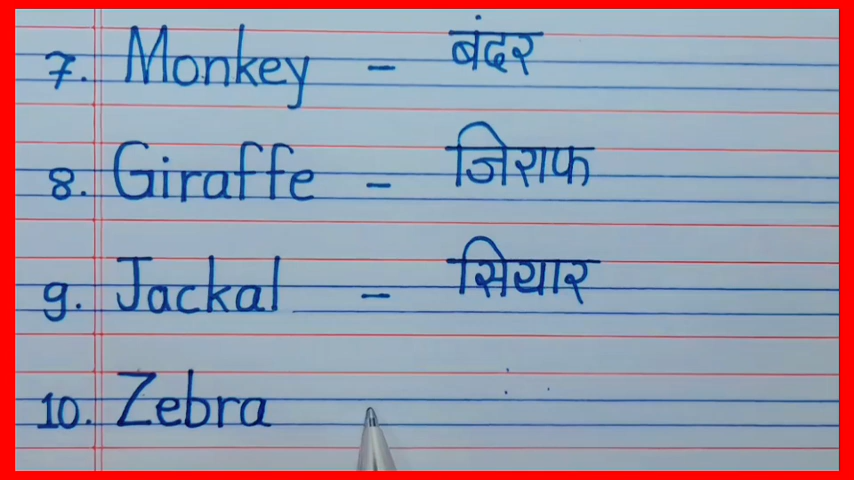 7. Monkey - बंदर
8. Giraffe - जिराफ
9. Jackal - सियार
10. Zebra